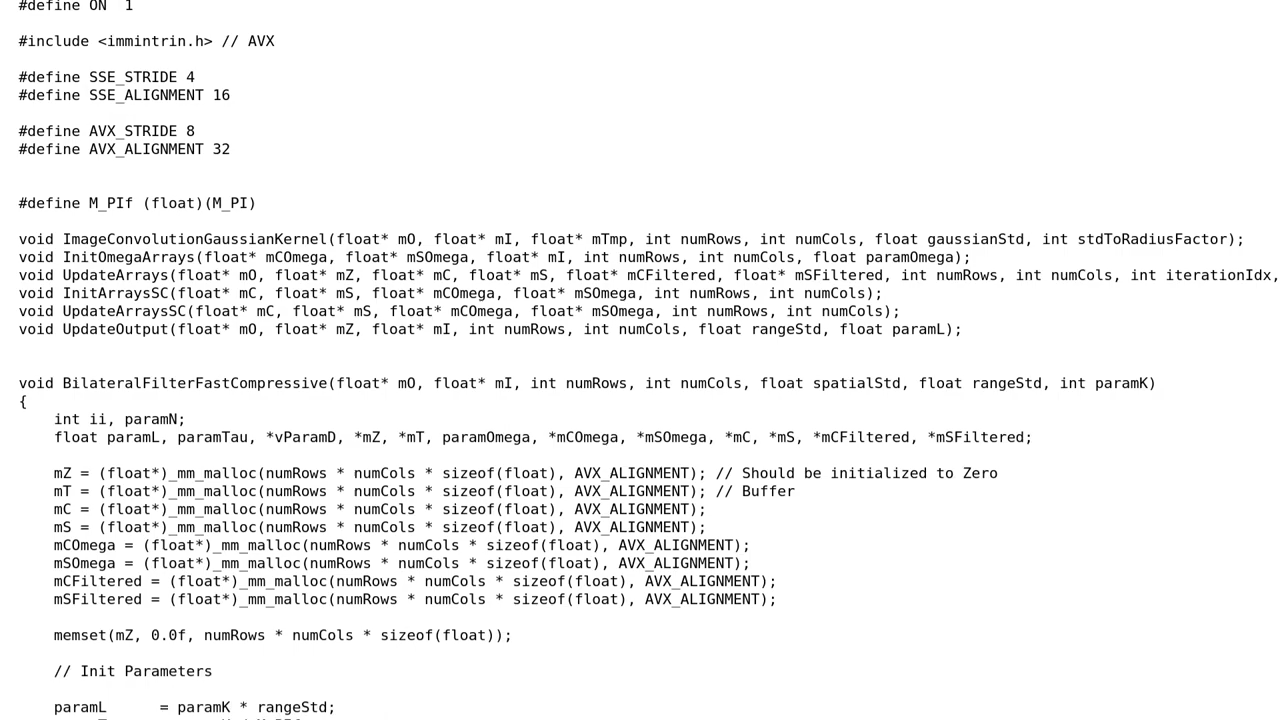 #define ON  1
#include <immintrin.h> // AVX
#define SSE_STRIDE 4
#define SSE_ALIGNMENT 16
#define AVX_STRIDE 8
#define AVX_ALIGNMENT 32
#define M_PIf (float)(M_PI)
void ImageConvolutionGaussianKernel(float* mO, float* mI, float* mTmp, int numRows, int numCols, float gaussianStd, int stdToRadiusFactor);
void InitOmegaArrays(float* mCOmega, float* mSOmega, float* mI, int numRows, int numCols, float paramOmega);
void UpdateArrays(float* mO, float* mZ, float* mC, float* mS, float* mCFiltered, float* mSFiltered, int numRows, int numCols, int iterationIdx,
void InitArraysSC(float* mC, float* mS, float* mCOmega, float* mSOmega, int numRows, int numCols);
void UpdateArraysSC(float* mC, float* mS, float* mCOmega, float* mSOmega, int numRows, int numCols);
void UpdateOutput(float* mO, float* mZ, float* mI, int numRows, int numCols, float rangeStd, float paramL);
void BilateralFilterFastCompressive(float* mO, float* mI, int numRows, int numCols, float spatialStd, float rangeStd, int paramK)
{
    int ii, paramN;
    float paramL, paramTau, *vParamD, *mZ, *mT, paramOmega, *mCOmega, *mSOmega, *mC, *mS, *mCFiltered, *mSFiltered;
    mZ = (float*)_mm_malloc(numRows * numCols * sizeof(float), AVX_ALIGNMENT); // Should be initialized to Zero
    mT = (float*)_mm_malloc(numRows * numCols * sizeof(float), AVX_ALIGNMENT); // Buffer
    mC = (float*)_mm_malloc(numRows * numCols * sizeof(float), AVX_ALIGNMENT);
    mS = (float*)_mm_malloc(numRows * numCols * sizeof(float), AVX_ALIGNMENT);
    mCOmega = (float*)_mm_malloc(numRows * numCols * sizeof(float), AVX_ALIGNMENT);
    mSOmega = (float*)_mm_malloc(numRows * numCols * sizeof(float), AVX_ALIGNMENT);
    mCFiltered = (float*)_mm_malloc(numRows * numCols * sizeof(float), AVX_ALIGNMENT);
    mSFiltered = (float*)_mm_malloc(numRows * numCols * sizeof(float), AVX_ALIGNMENT);
    memset(mZ, 0.0f, numRows * numCols * sizeof(float));
    // Init Parameters
    paramL      = paramK * rangeStd;